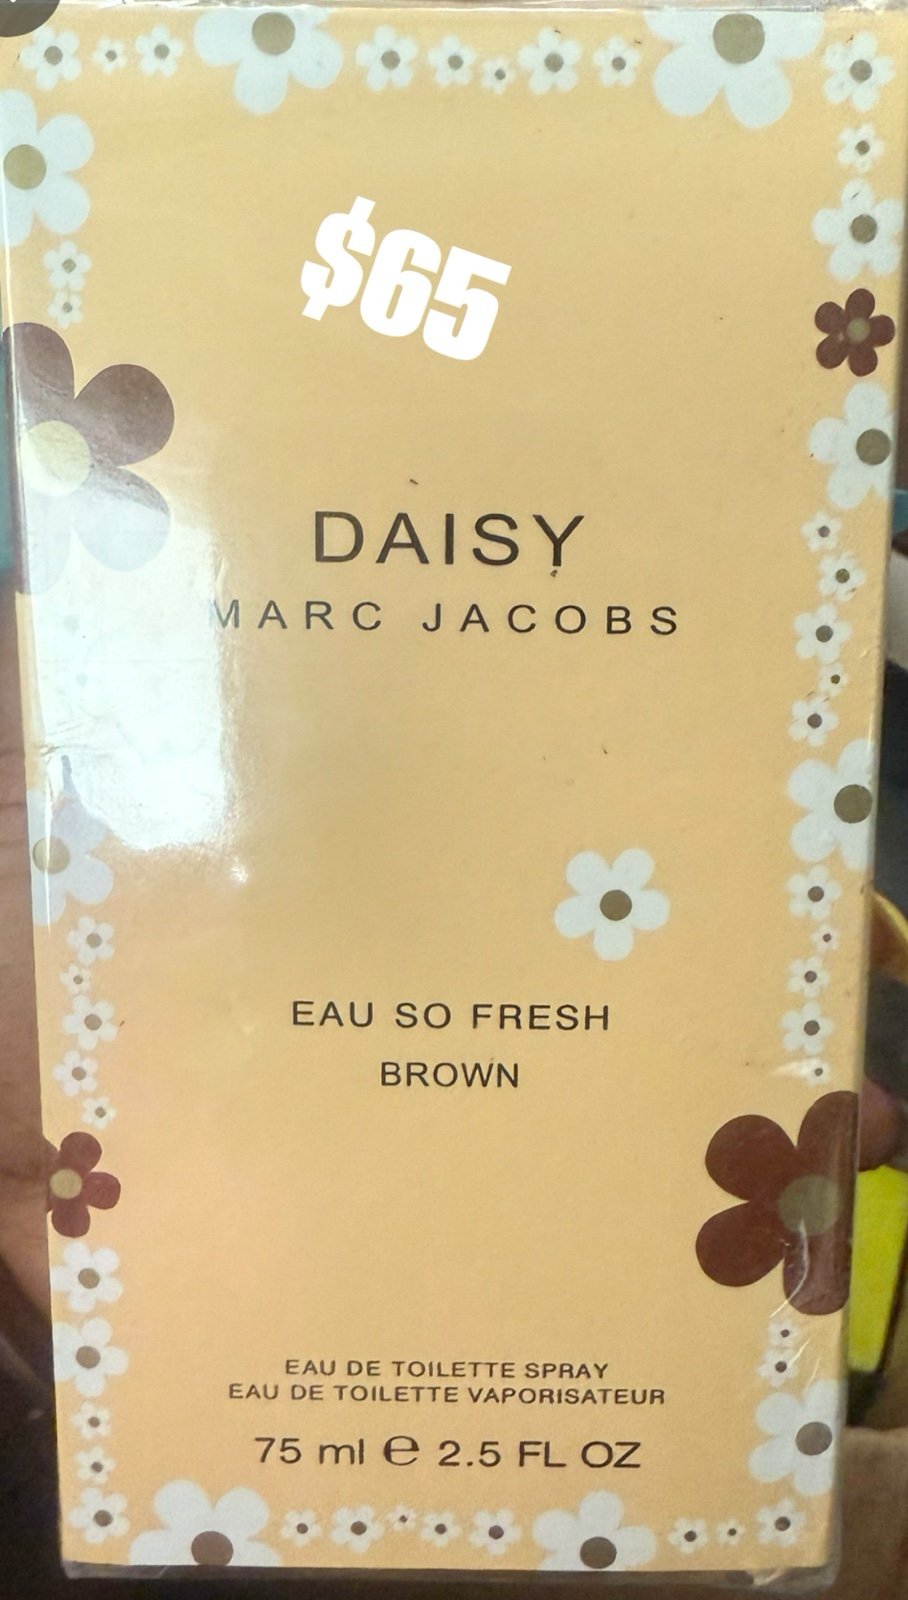 $65
DAISY
MARC JACOBS
EAU SO FRESH
BROWN
EAU DE TOILETTE SPRAY
EAU DE TOILETTE VAPORISATEUR
75 ml ℮ 2.5 FL OZ